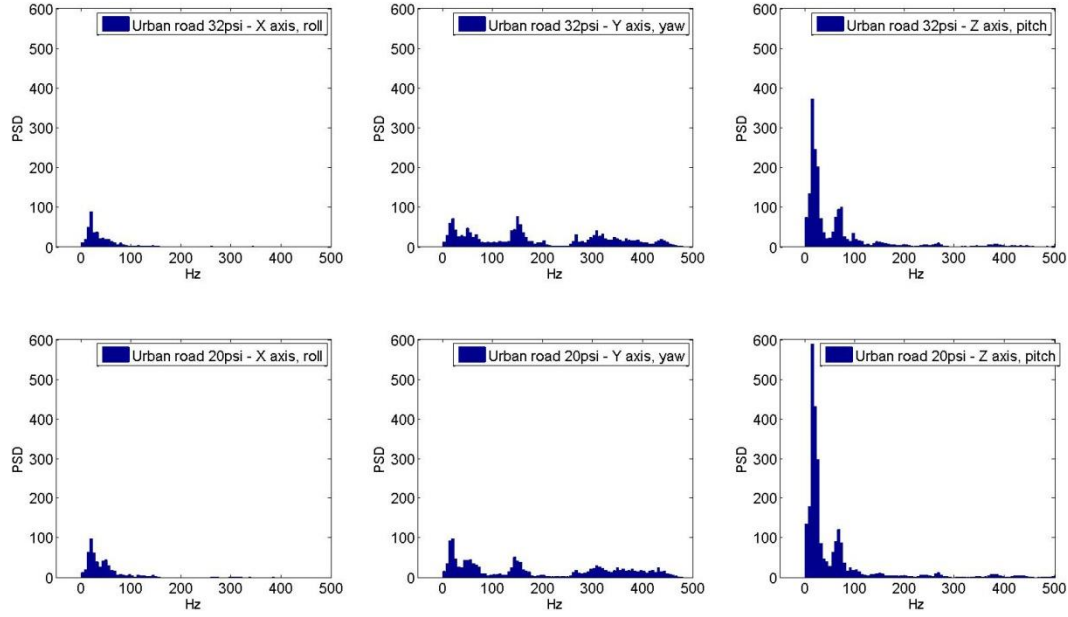 600
500
400
300
200
100
0
PSD
Urban road 32psi - X axis, roll
0 100 200 300 400 500
Hz
600
500
400
300
200
100
0
PSD
Urban road 32psi - Y axis, yaw
0 100 200 300 400 500
Hz
600
500
400
300
200
100
0
PSD
Urban road 32psi - Z axis, pitch
0 100 200 300 400 500
Hz
600
500
400
300
200
100
0
PSD
Urban road 20psi - X axis, roll
0 100 200 300 400 500
Hz
600
500
400
300
200
100
0
PSD
Urban road 20psi - Y axis, yaw
0 100 200 300 400 500
Hz
600
500
400
300
200
100
0
PSD
Urban road 20psi - Z axis, pitch
0 100 200 300 400 500
Hz